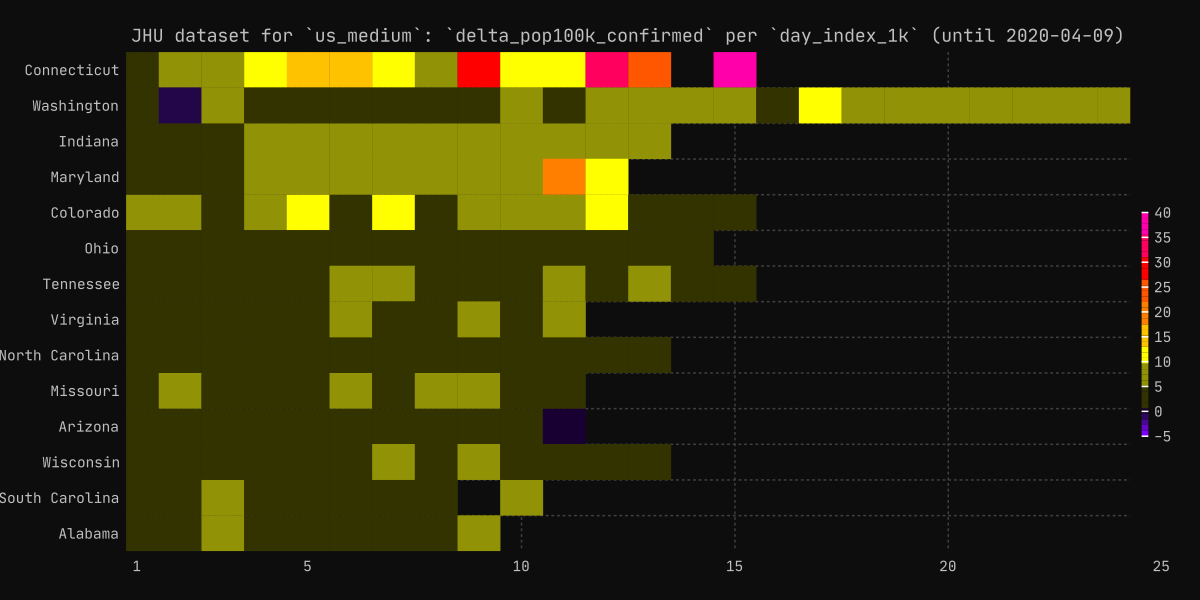 JHU dataset for `us_medium`: `delta_pop100k_confirmed` per `day_index_1k` (until 2020-04-09)
Connecticut
Washington
Indiana
Maryland
Colorado
Ohio
Tennessee
Virginia
North Carolina
Missouri
Arizona
Wisconsin
South Carolina
Alabama
40
35
30
25
20
15
10
5
0
-5
1 5 10 15 20 25